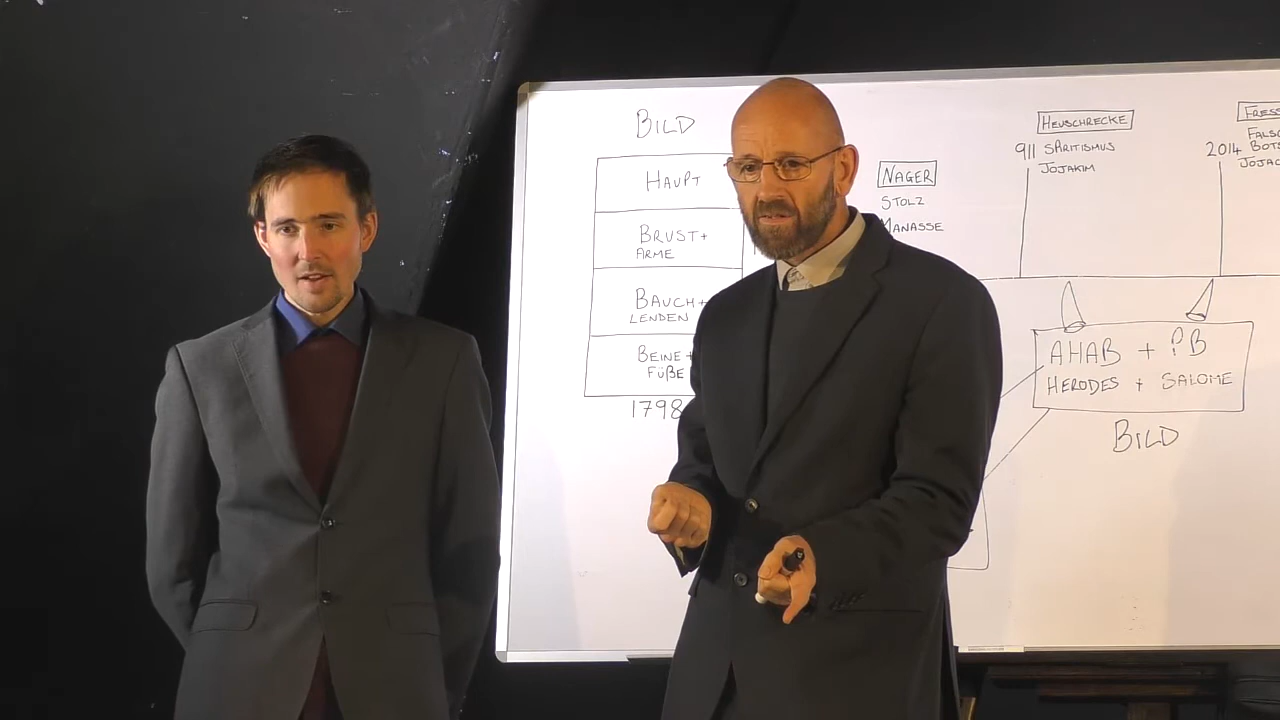 BILD
HAUPT
BRUST+
ARME
BAUCH+
LENDEN
BEINE+
FÜßE
1798
NAGER
STOLZ
MANASSE
HEUSCHRECKE
911 SPIRITISMUS
JOJAKIM
2014
AHAB + PB
HERODES + SALOME
BILD